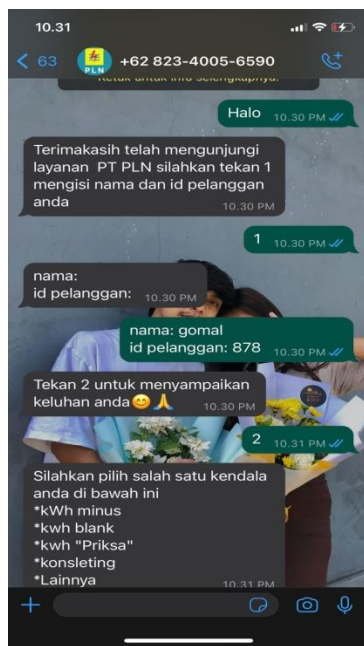 10.31
63
PLN
+62 823-4005-6590
Ketuk untuk info selengkapnya.
Halo
10.30 PM
Terimakasih telah mengunjungi
layanan PT PLN silahkan tekan 1
mengisi nama dan id pelanggan
anda
10.30 PM
1
10.30 PM
nama:
id pelanggan:
10.30 PM
nama: gomal
id pelanggan: 878
10.30 PM
Tekan 2 untuk menyampaikan
keluhan anda😊🙏
10.30 PM
2
10.31 PM
Silahkan pilih salah satu kendala
anda di bawah ini
*kWh minus
*kwh blank
*kwh "Priksa"
*konsleting
*Lainnya
10.31 PM